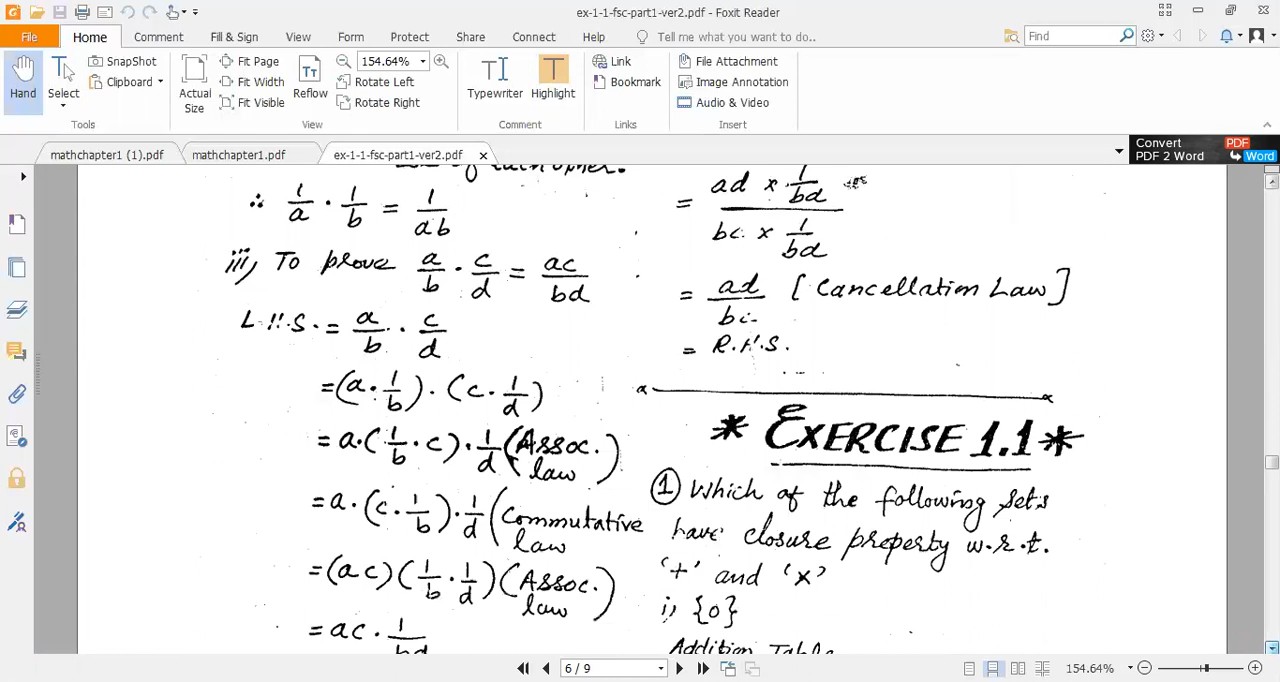 ex-1-1-fsc-part1-ver2.pdf - Foxit Reader
File Home Comment Fill & Sign View Form Protect Share Connect Help Tell me what you want to do.. Find
Hand
Select
SnapShot
Clipboard
Actual Size
Fit Page
Fit Width
Fit Visible
Reflow
154.64%
Rotate Left
Rotate Right
Typewriter
Highlight
Link
Bookmark
File Attachment
Image Annotation
Audio & Video
Tools View Comment Links Insert
mathchapter1 (1).pdf mathchapter1.pdf ex-1-1-fsc-part1-ver2.pdf
Convert PDF
PDF 2 Word Word
∴ 1/a · 1/b = 1/ab
iii, To prove a/b · c/d = ac/bd
L.H.S. = a/b · c/d
=(a·1/b)·(c·1/d)
= a·(1/b·c)·1/d (Assoc. law)
= a·(c·1/b)·1/d (Commutative law
=(ac)(1/b·1/d)(Assoc. law)
= ac·1/bd
= ad × 1/bd
bc × 1/bd
= ad/bc [Cancellation Law]
= R.H.S.
* EXERCISE 1.1 *
① Which of the following sets
have closure property w.r.t.
'+' and 'x'
i, {0}
Addition Table
6 / 9
154.64%